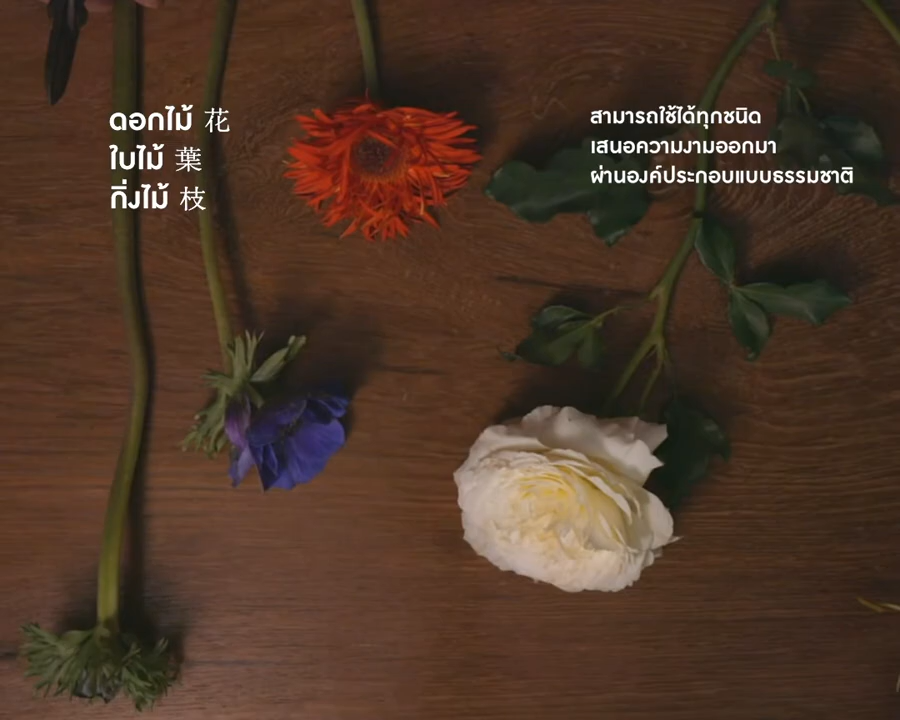 ดอกไม้ 花
ใบไม้ 葉
กิ่งไม้ 枝
สามารถใช้ได้ทุกชนิด
เสนอความงามออกมา
ผ่านองค์ประกอบแบบธรรมชาติ